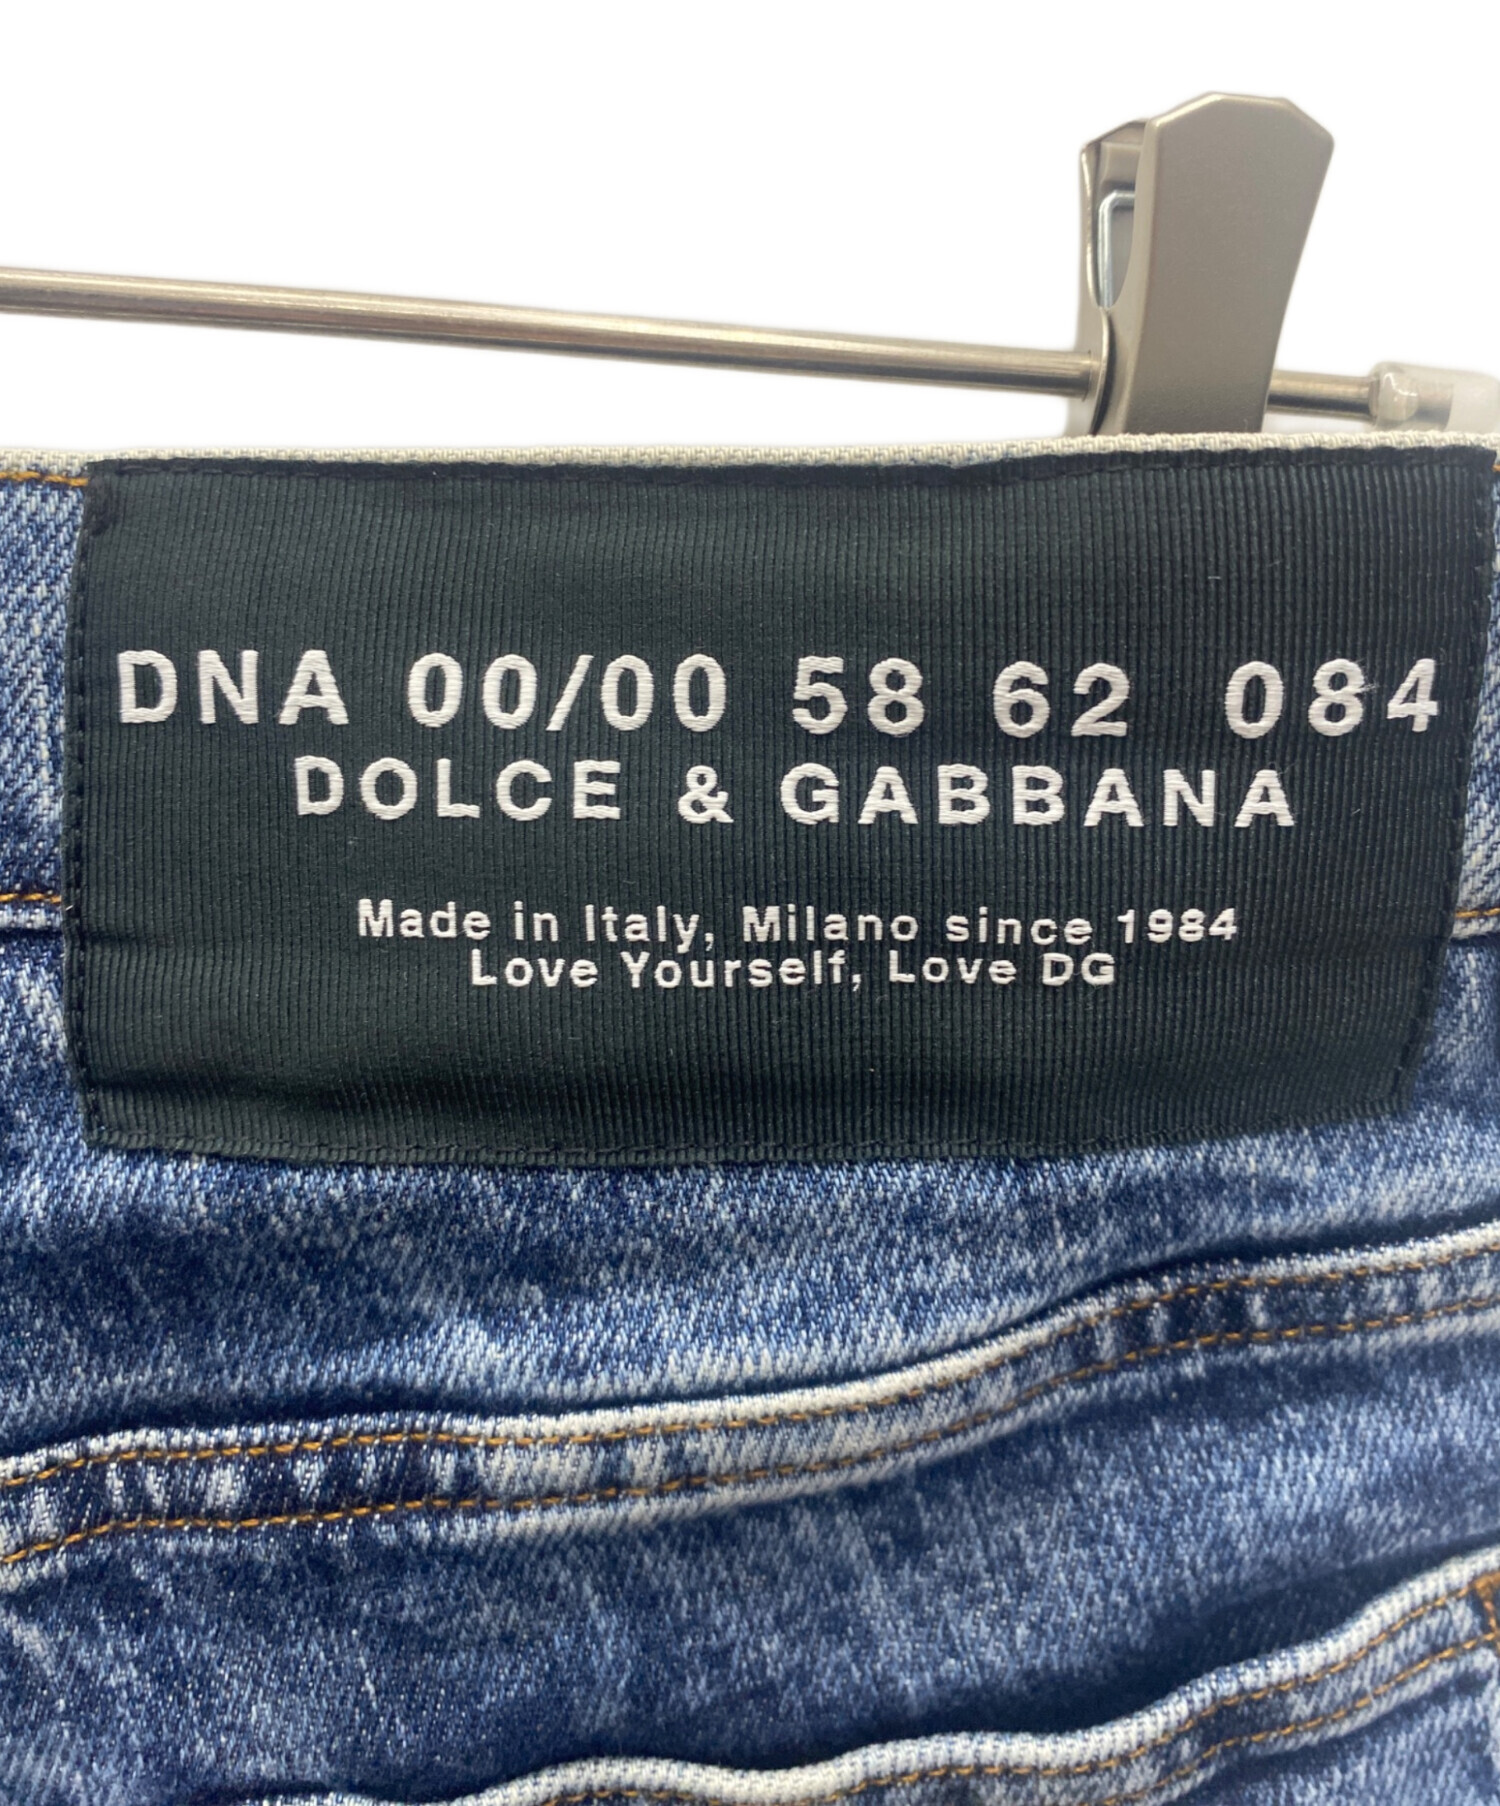 DNA 00/00 58 62 084
DOLCE & GABBANA
Made in Italy, Milano since 1984
Love Yourself, Love DG